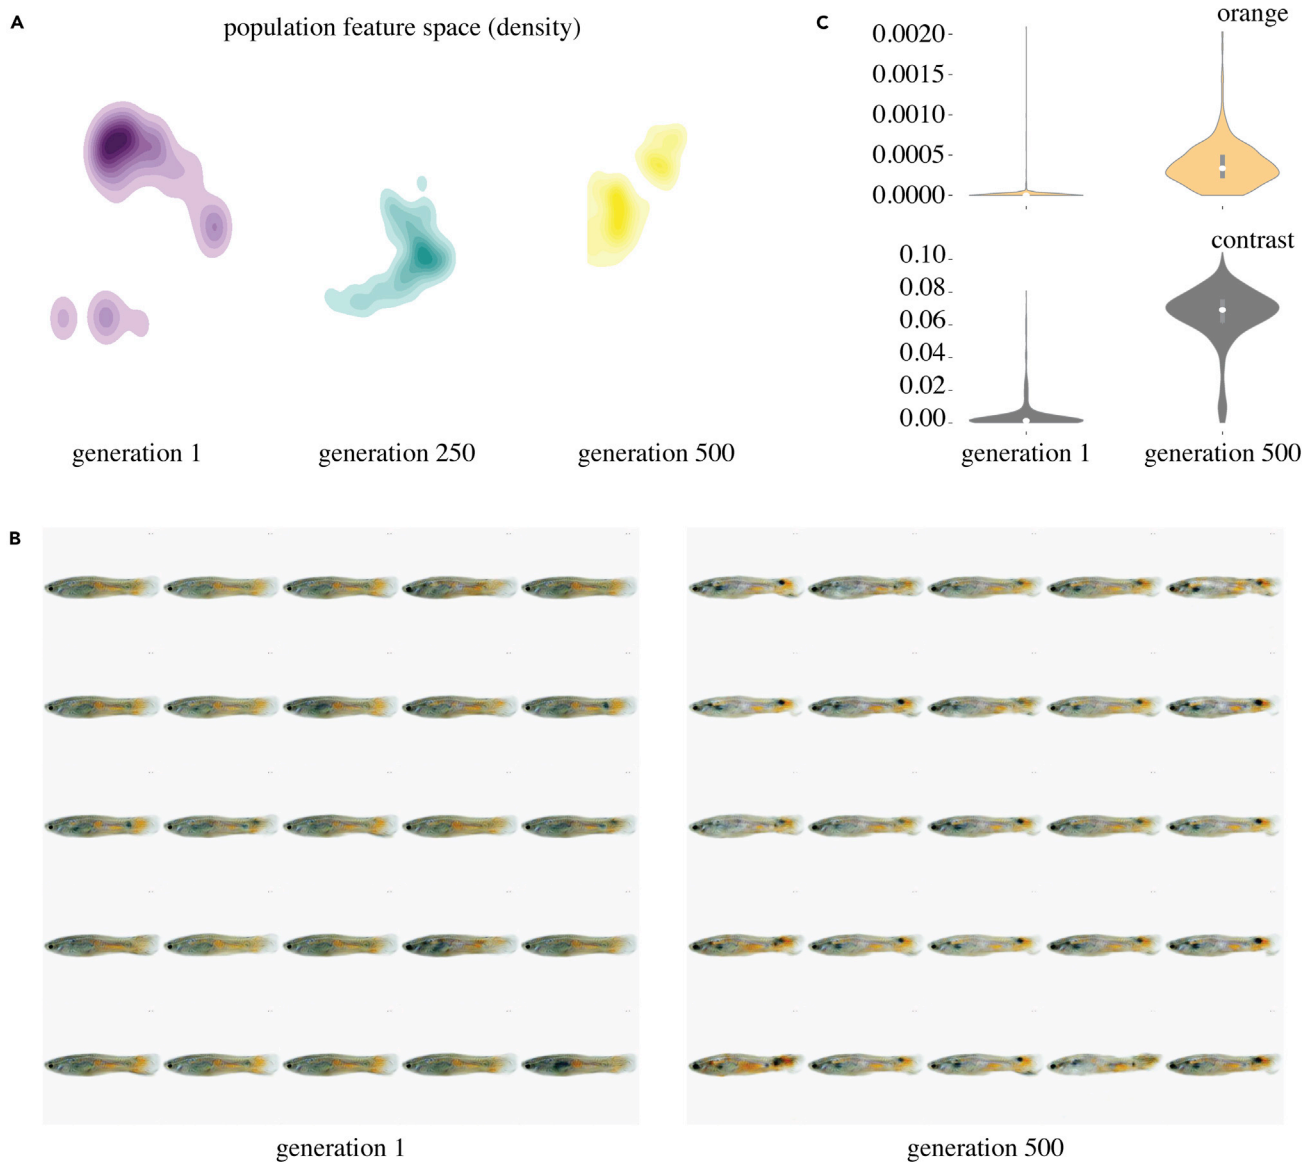 A
population feature space (density)
generation 1
generation 250
generation 500
C
orange
0.0020
0.0015
0.0010
0.0005
0.0000
contrast
0.10
0.08
0.06
0.04
0.02
0.00
generation 1
generation 500
B
generation 1
generation 500